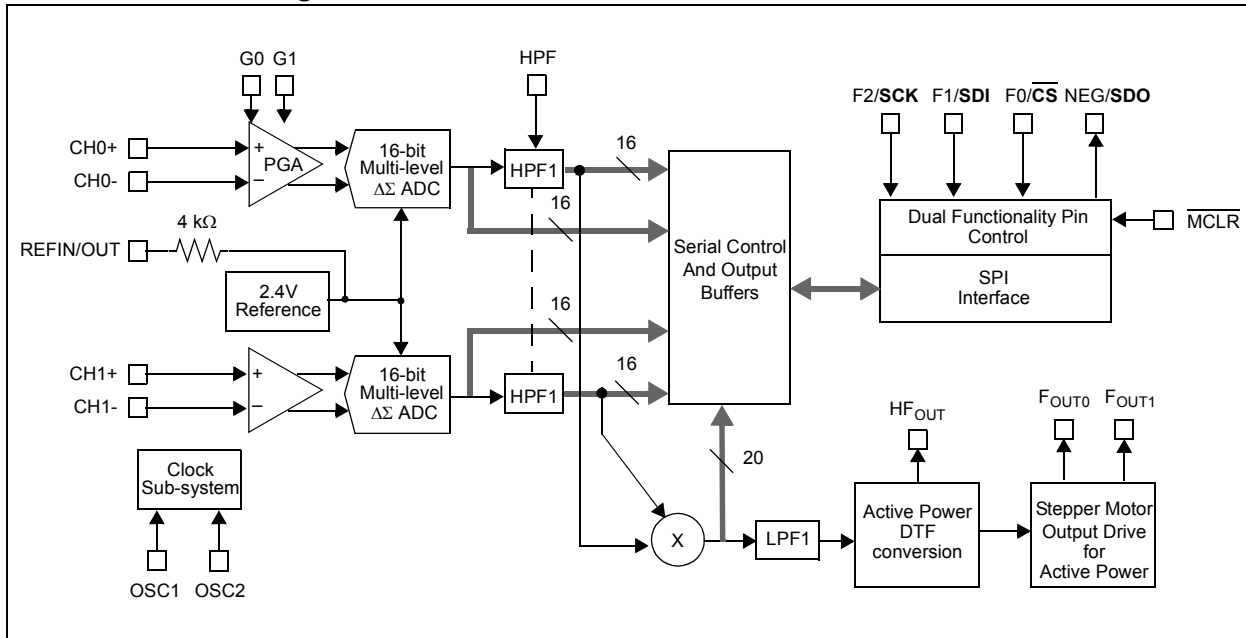 G0 G1
HPF
F2/SCK F1/SDI F0/CS NEG/SDO
CH0+
CH0-
+
−
PGA
16-bit
Multi-level
ΔΣ ADC
HPF1
16
16
REFIN/OUT
4 kΩ
2.4V
Reference
Serial Control
And Output
Buffers
Dual Functionality Pin
Control
MCLR
SPI
Interface
CH1+
CH1-
+
−
16-bit
Multi-level
ΔΣ ADC
HPF1
16
16
20
Clock
Sub-system
OSC1 OSC2
X
LPF1
HFOUT
Active Power
DTF
conversion
FOUT0 FOUT1
Stepper Motor
Output Drive
for
Active Power